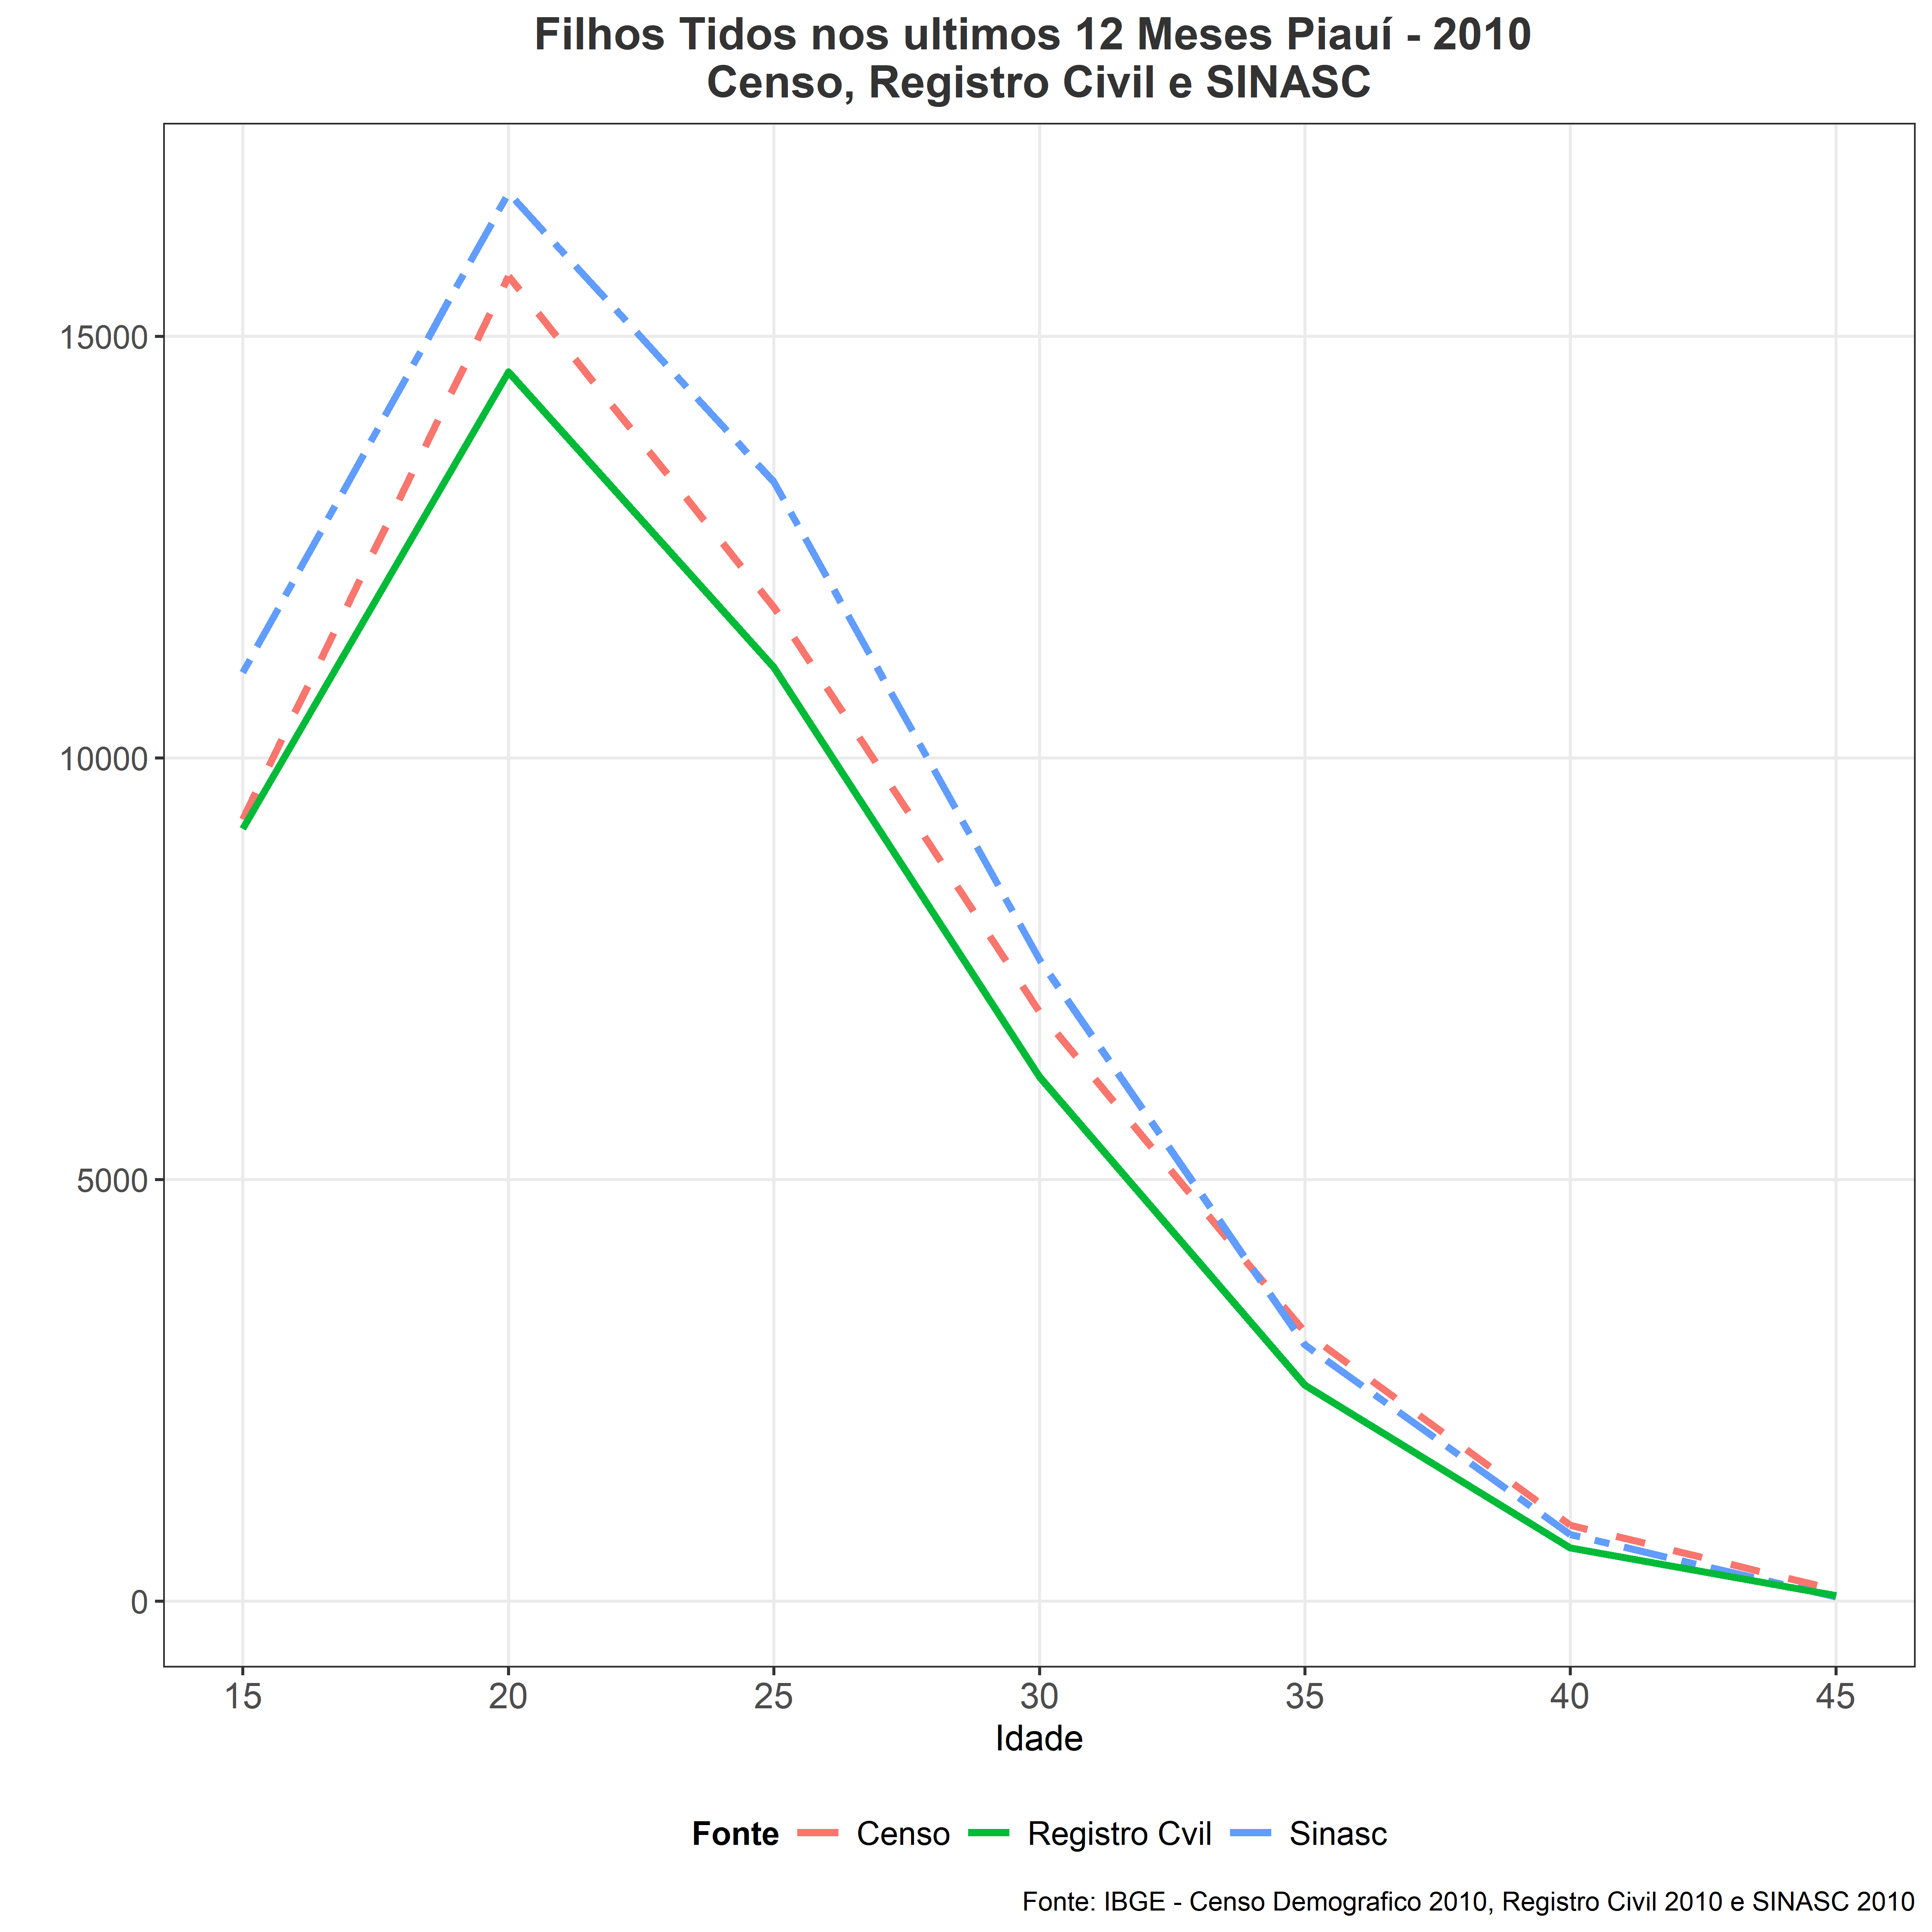 Filhos Tidos nos ultimos 12 Meses Piauí - 2010
Censo, Registro Civil e SINASC
15000
10000
5000
0
15 20 25 30 35 40 45
Idade
Fonte Censo Registro Cvil Sinasc
Fonte: IBGE - Censo Demografico 2010, Registro Civil 2010 e SINASC 2010